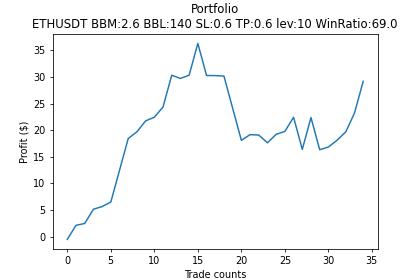 Portfolio
ETHUSDT BBM:2.6 BBL:140 SL:0.6 TP:0.6 lev:10 WinRatio:69.0
Profit ($)
35
30
25
20
15
10
5
0
0 5 10 15 20 25 30 35
Trade counts